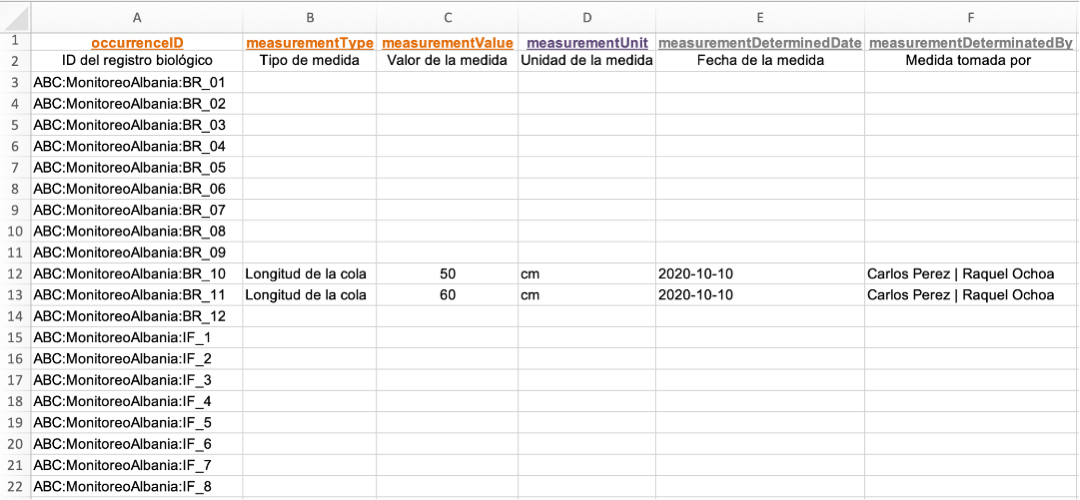 A B C D E F
1 occurrenceID measurementType measurementValue measurementUnit measurementDeterminedDate measurementDeterminatedBy
2 ID del registro biológico Tipo de medida Valor de la medida Unidad de la medida Fecha de la medida Medida tomada por
3 ABC:MonitoreoAlbania:BR_01
4 ABC:MonitoreoAlbania:BR_02
5 ABC:MonitoreoAlbania:BR_03
6 ABC:MonitoreoAlbania:BR_04
7 ABC:MonitoreoAlbania:BR_05
8 ABC:MonitoreoAlbania:BR_06
9 ABC:MonitoreoAlbania:BR_07
10 ABC:MonitoreoAlbania:BR_08
11 ABC:MonitoreoAlbania:BR_09
12 ABC:MonitoreoAlbania:BR_10 Longitud de la cola 50 cm 2020-10-10 Carlos Perez | Raquel Ochoa
13 ABC:MonitoreoAlbania:BR_11 Longitud de la cola 60 cm 2020-10-10 Carlos Perez | Raquel Ochoa
14 ABC:MonitoreoAlbania:BR_12
15 ABC:MonitoreoAlbania:IF_1
16 ABC:MonitoreoAlbania:IF_2
17 ABC:MonitoreoAlbania:IF_3
18 ABC:MonitoreoAlbania:IF_4
19 ABC:MonitoreoAlbania:IF_5
20 ABC:MonitoreoAlbania:IF_6
21 ABC:MonitoreoAlbania:IF_7
22 ABC:MonitoreoAlbania:IF_8